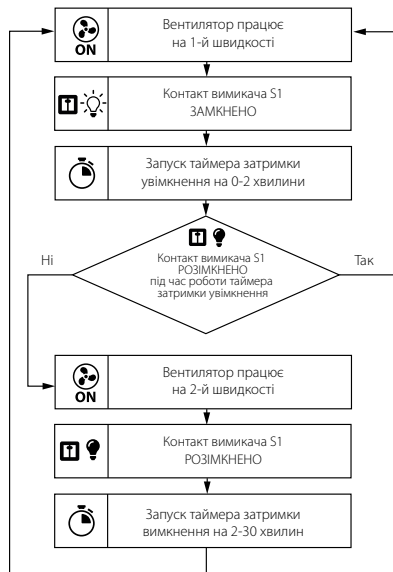 ON
Вентилятор працює
на 1-й швидкості
Контакт вимикача S1
ЗАМКНЕНО
Запуск таймера затримки
увімкнення на 0-2 хвилини
Контакт вимикача S1
РОЗІМКНЕНО
під час роботи таймера
затримки увімкнення
Ні
Так
ON
Вентилятор працює
на 2-й швидкості
Контакт вимикача S1
РОЗІМКНЕНО
Запуск таймера затримки
вимкнення на 2-30 хвилин